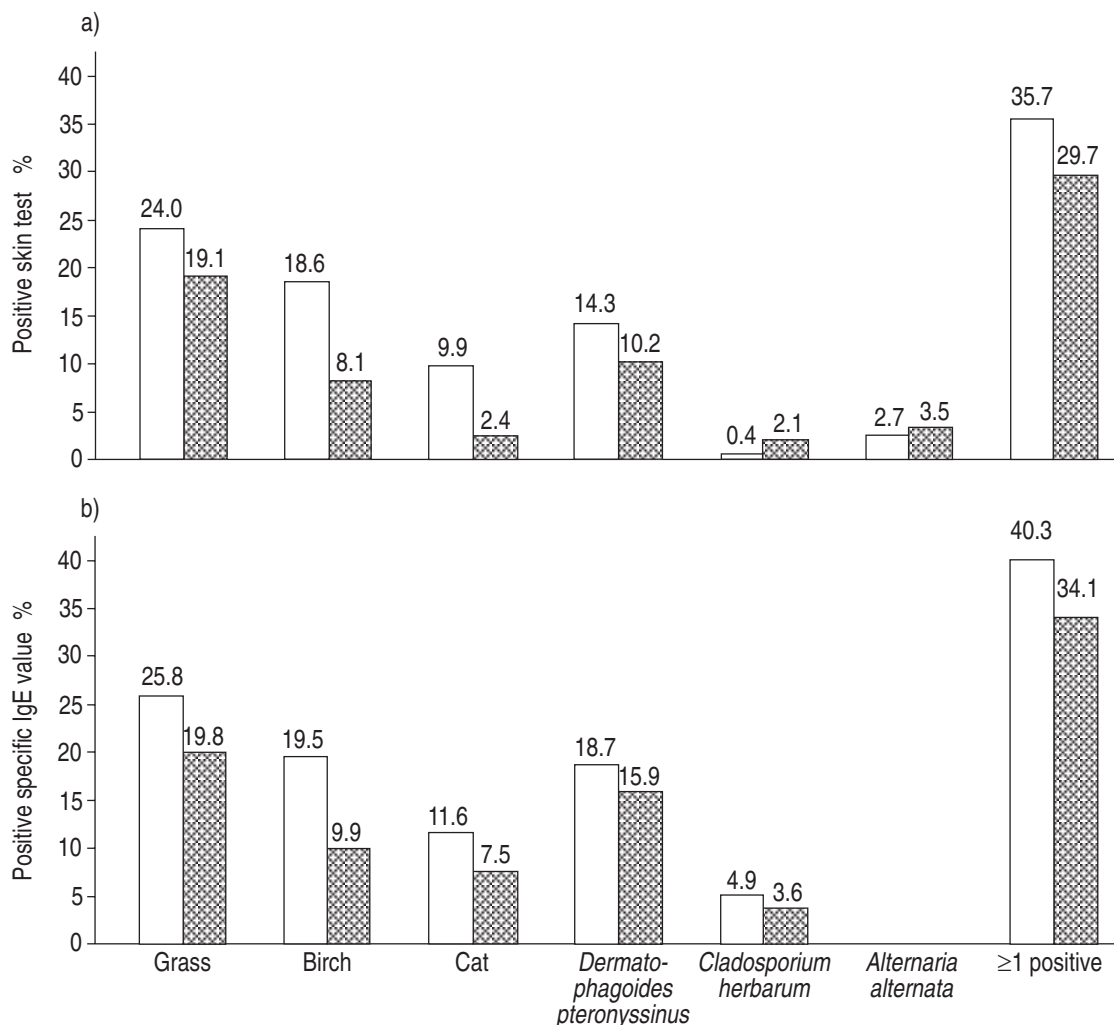 a)
Positive skin test %
40
35
30
25
20
15
10
5
0
24.0
19.1
18.6
8.1
9.9
2.4
14.3
10.2
0.4
2.1
2.7
3.5
35.7
29.7
b)
Positive specific IgE value %
40
35
30
25
20
15
10
5
0
25.8
19.8
19.5
9.9
11.6
7.5
18.7
15.9
4.9
3.6
40.3
34.1
Grass
Birch
Cat
Dermato-
phagoides
pteronyssinus
Cladosporium
herbarum
Alternaria
alternata
≥1 positive